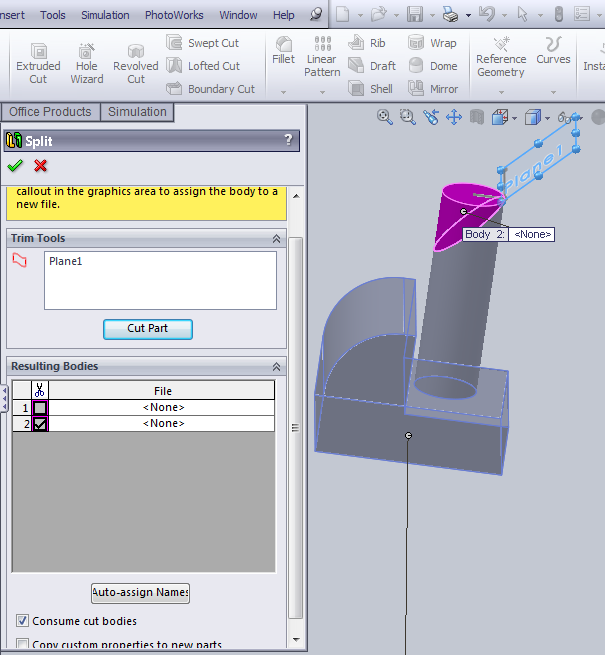 nsert Tools Simulation PhotoWorks Window Help
Extruded Cut
Hole Wizard
Revolved Cut
Swept Cut
Lofted Cut
Boundary Cut
Fillet
Linear Pattern
Rib
Draft
Shell
Wrap
Dome
Mirror
Reference Geometry
Curves
Insta
Office Products Simulation
Split ?
callout in the graphics area to assign the body to a
new file.
Trim Tools
Plane1
Cut Part
Resulting Bodies
File
1 <None>
2 <None>
Auto-assign Names
Consume cut bodies
Copy custom properties to new parts
Plane1
Body 2: <None>